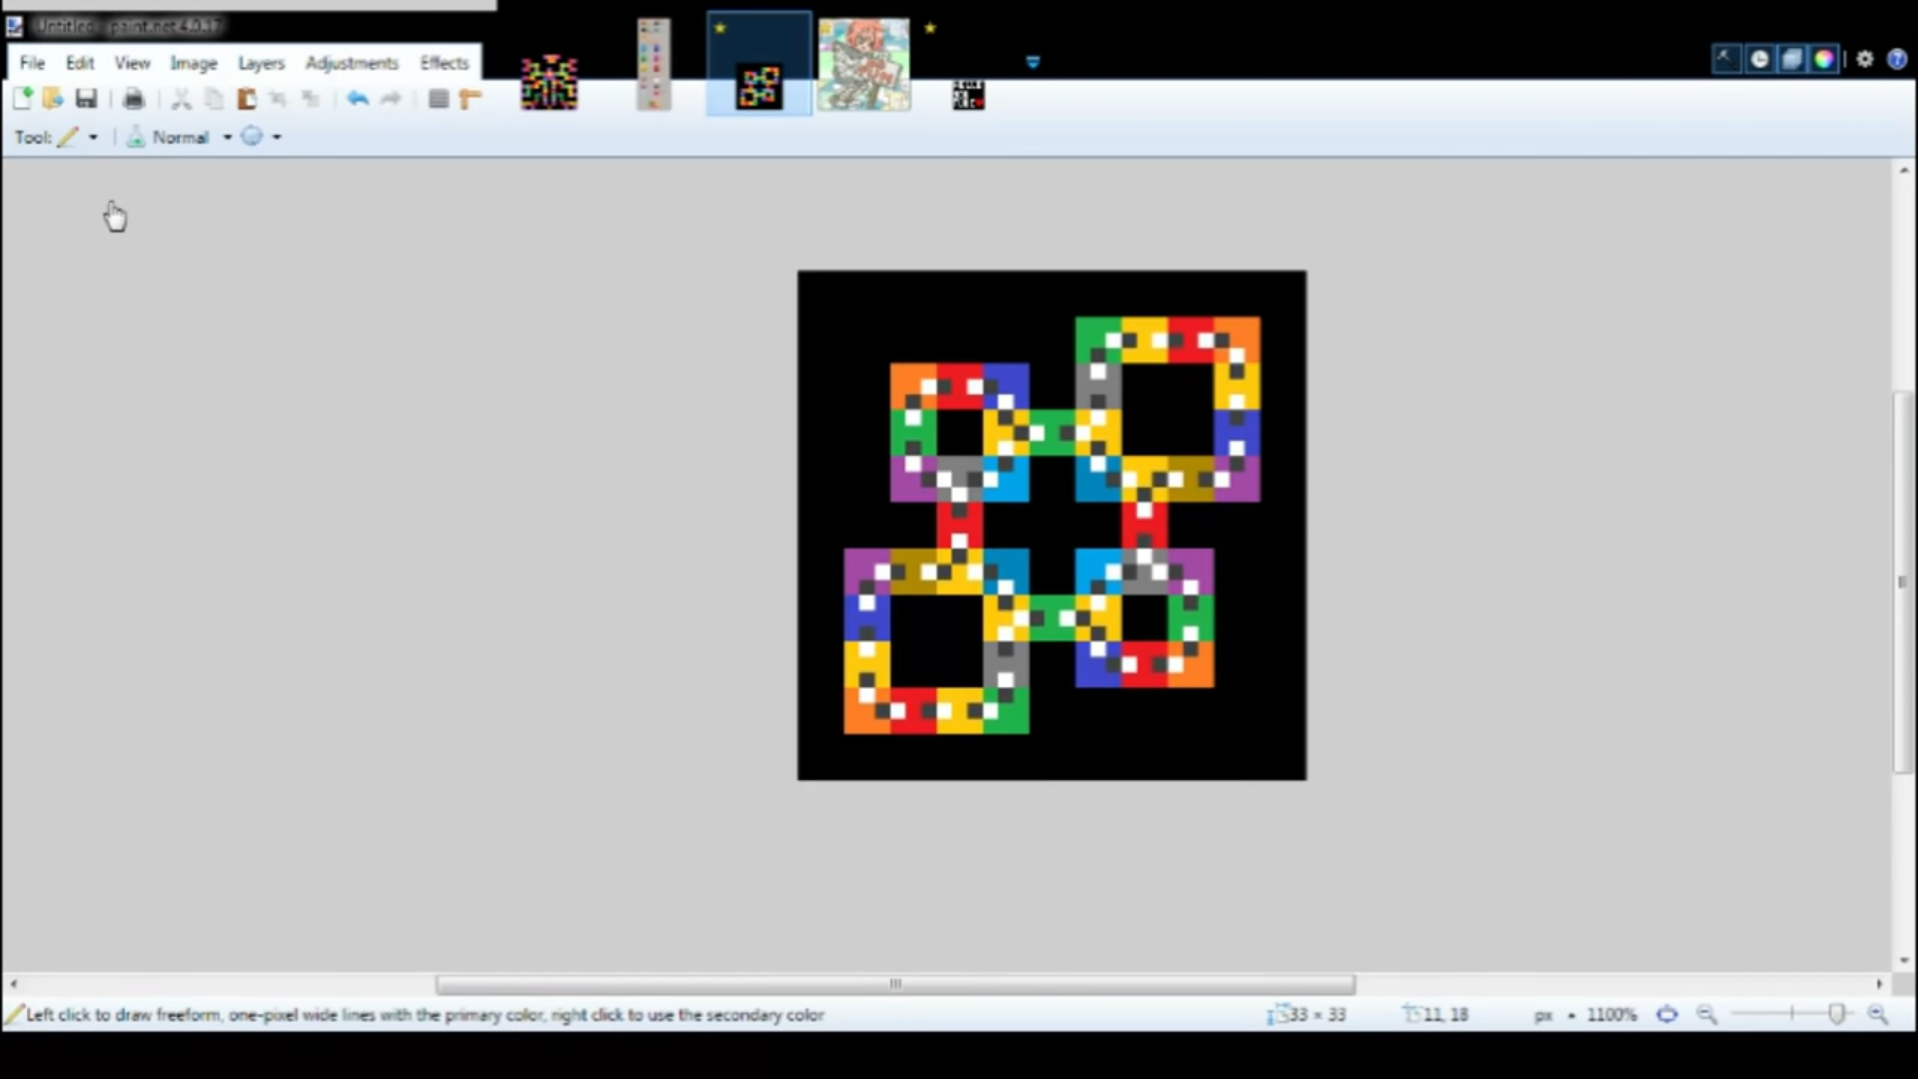 Untitled - paint.net 4.0.17
File Edit View Image Layers Adjustments Effects
Tool: Normal
Left click to draw freeform, one-pixel wide lines with the primary color, right click to use the secondary color
33 × 33
11, 18
px
1100%